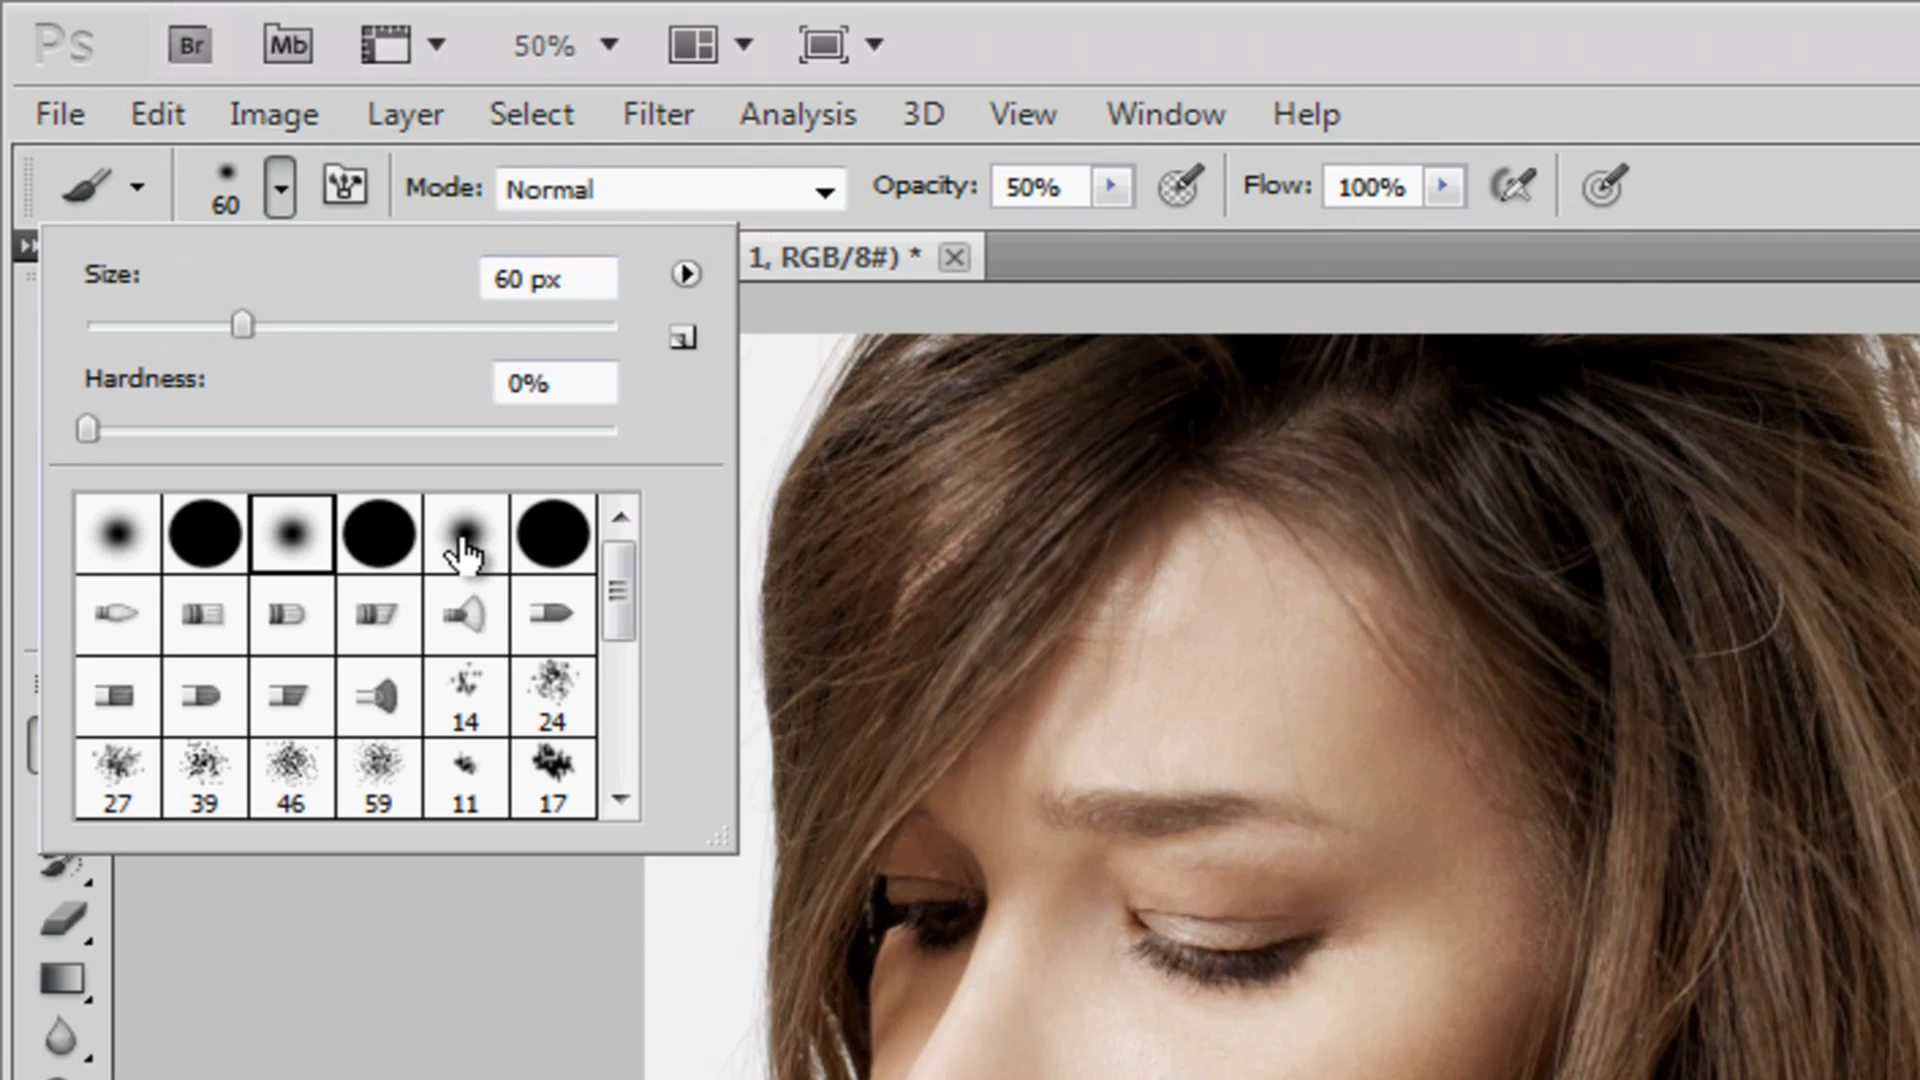 Ps Br Mb 50%
File Edit Image Layer Select Filter Analysis 3D View Window Help
60 Mode: Normal Opacity: 50% Flow: 100%
1, RGB/8#) *
Size: 60 px
Hardness: 0%
14 24
27 39 46 59 11 17